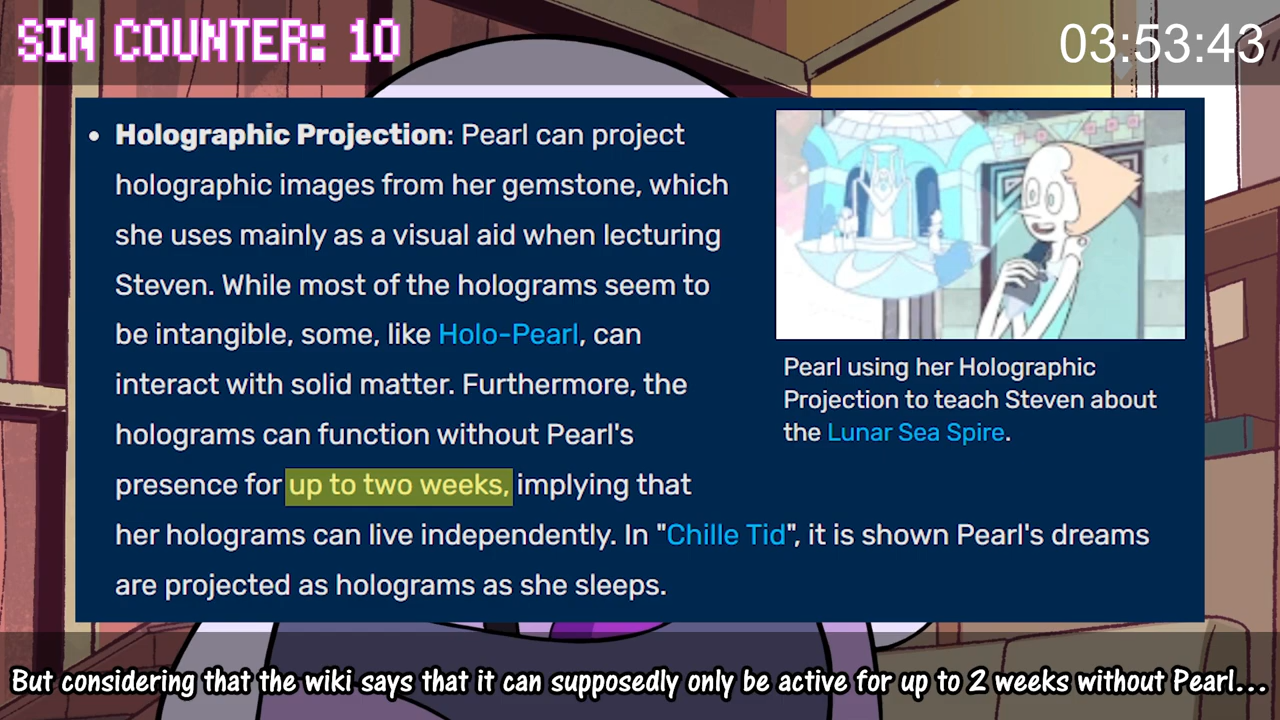 SIN COUNTER: 10
03:53:43
• Holographic Projection: Pearl can project
holographic images from her gemstone, which
she uses mainly as a visual aid when lecturing
Steven. While most of the holograms seem to
be intangible, some, like Holo-Pearl, can
interact with solid matter. Furthermore, the
holograms can function without Pearl's
presence for up to two weeks, implying that
her holograms can live independently. In "Chille Tid", it is shown Pearl's dreams
are projected as holograms as she sleeps.
Pearl using her Holographic
Projection to teach Steven about
the Lunar Sea Spire.
But considering that the wiki says that it can supposedly only be active for up to 2 weeks without Pearl...